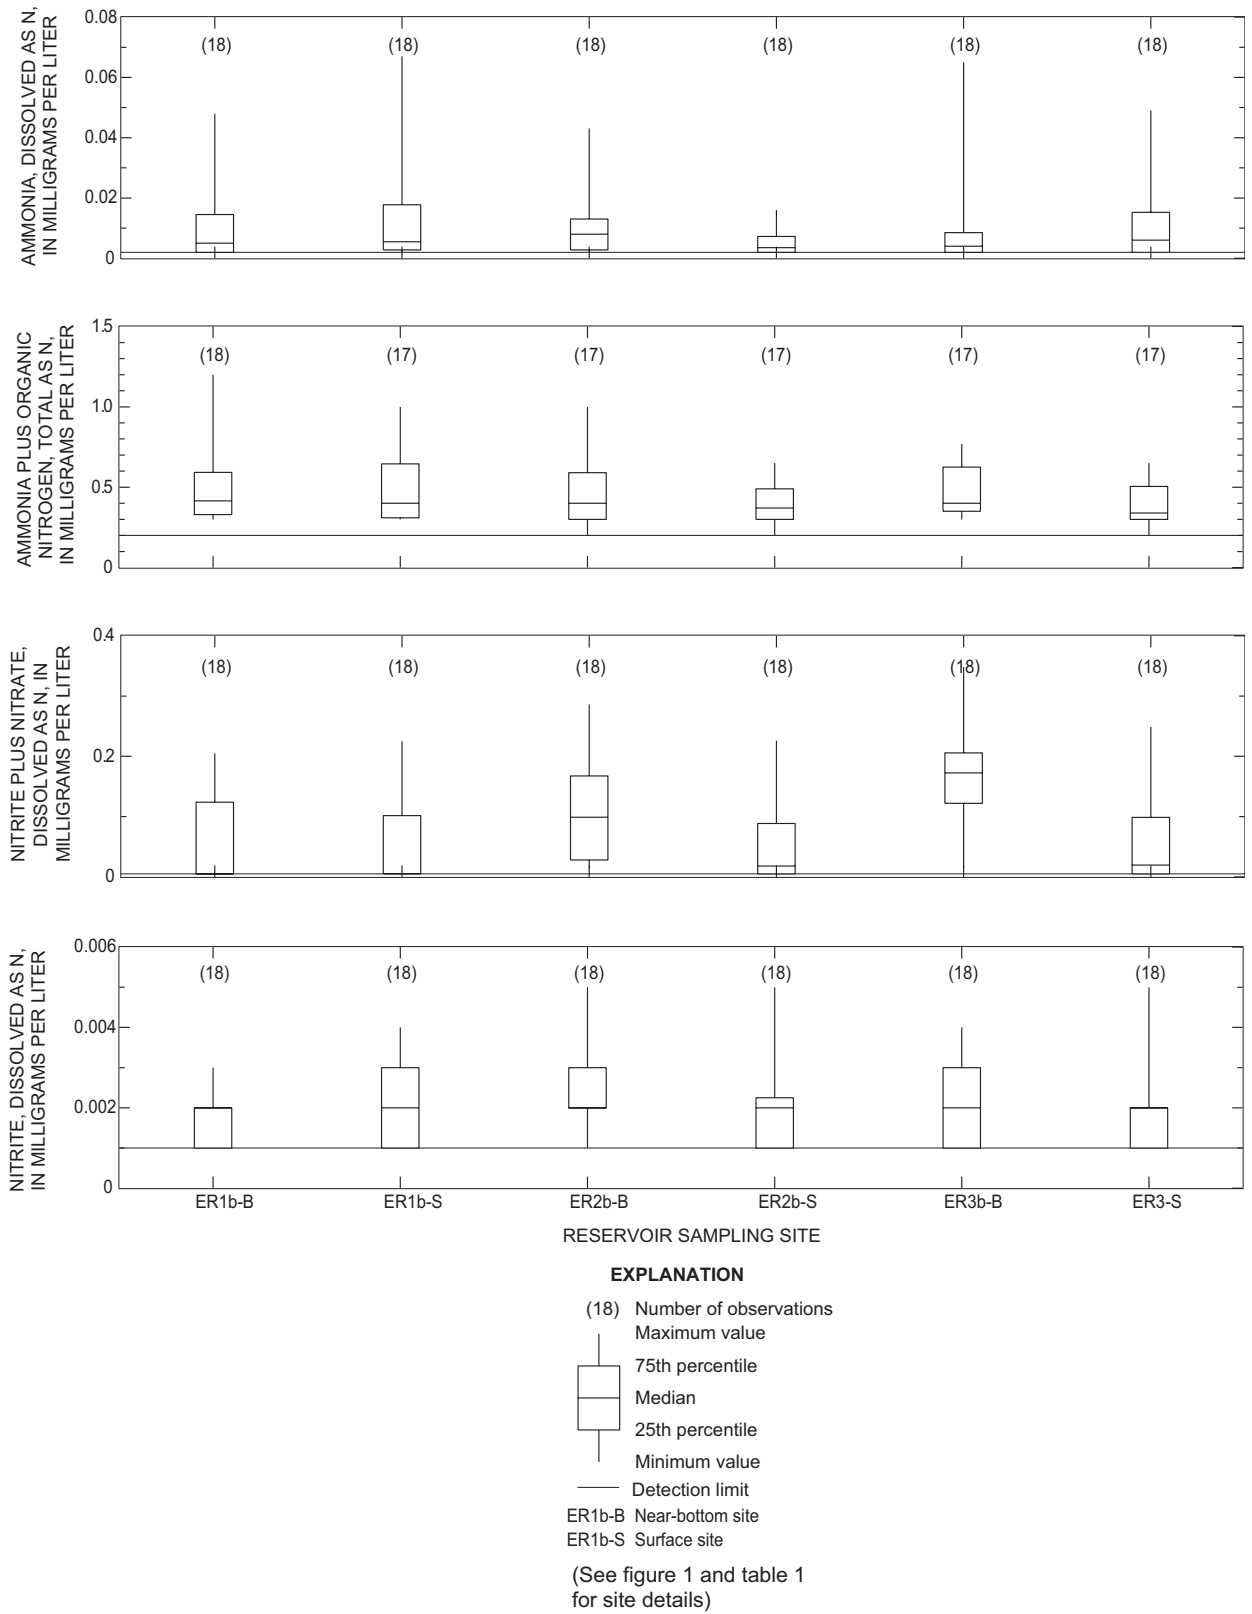 AMMONIA, DISSOLVED AS N,
IN MILLIGRAMS PER LITER
0.08
0.06
0.04
0.02
0
(18) (18) (18) (18) (18) (18)
AMMONIA PLUS ORGANIC
NITROGEN, TOTAL AS N,
IN MILLIGRAMS PER LITER
1.5
1.0
0.5
0
(18) (17) (17) (17) (17) (17)
NITRITE PLUS NITRATE,
DISSOLVED AS N, IN
MILLIGRAMS PER LITER
0.4
0.2
0
(18) (18) (18) (18) (18) (18)
NITRITE, DISSOLVED AS N,
IN MILLIGRAMS PER LITER
0.006
0.004
0.002
0
(18) (18) (18) (18) (18) (18)
ER1b-B ER1b-S ER2b-B ER2b-S ER3b-B ER3-S
RESERVOIR SAMPLING SITE
EXPLANATION
(18) Number of observations
Maximum value
75th percentile
Median
25th percentile
Minimum value
Detection limit
ER1b-B Near-bottom site
ER1b-S Surface site
(See figure 1 and table 1
for site details)